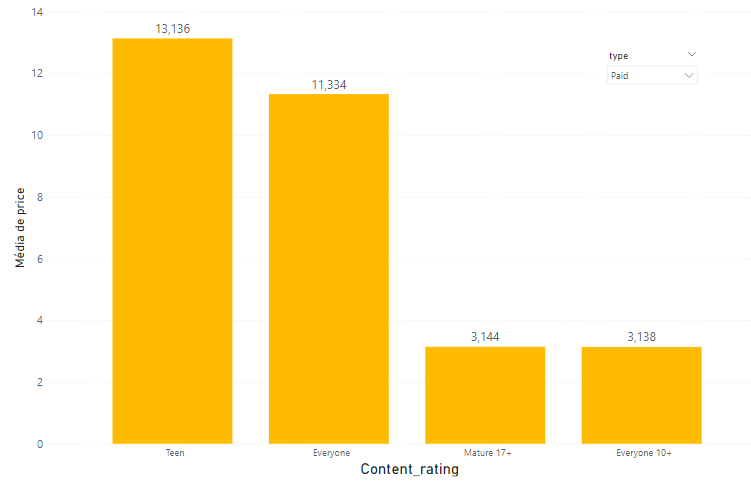 14
12
10
8
6
4
2
0
Média de price
13,136
11,334
3,144
3,138
type
Paid
Teen
Everyone
Mature 17+
Everyone 10+
Content_rating